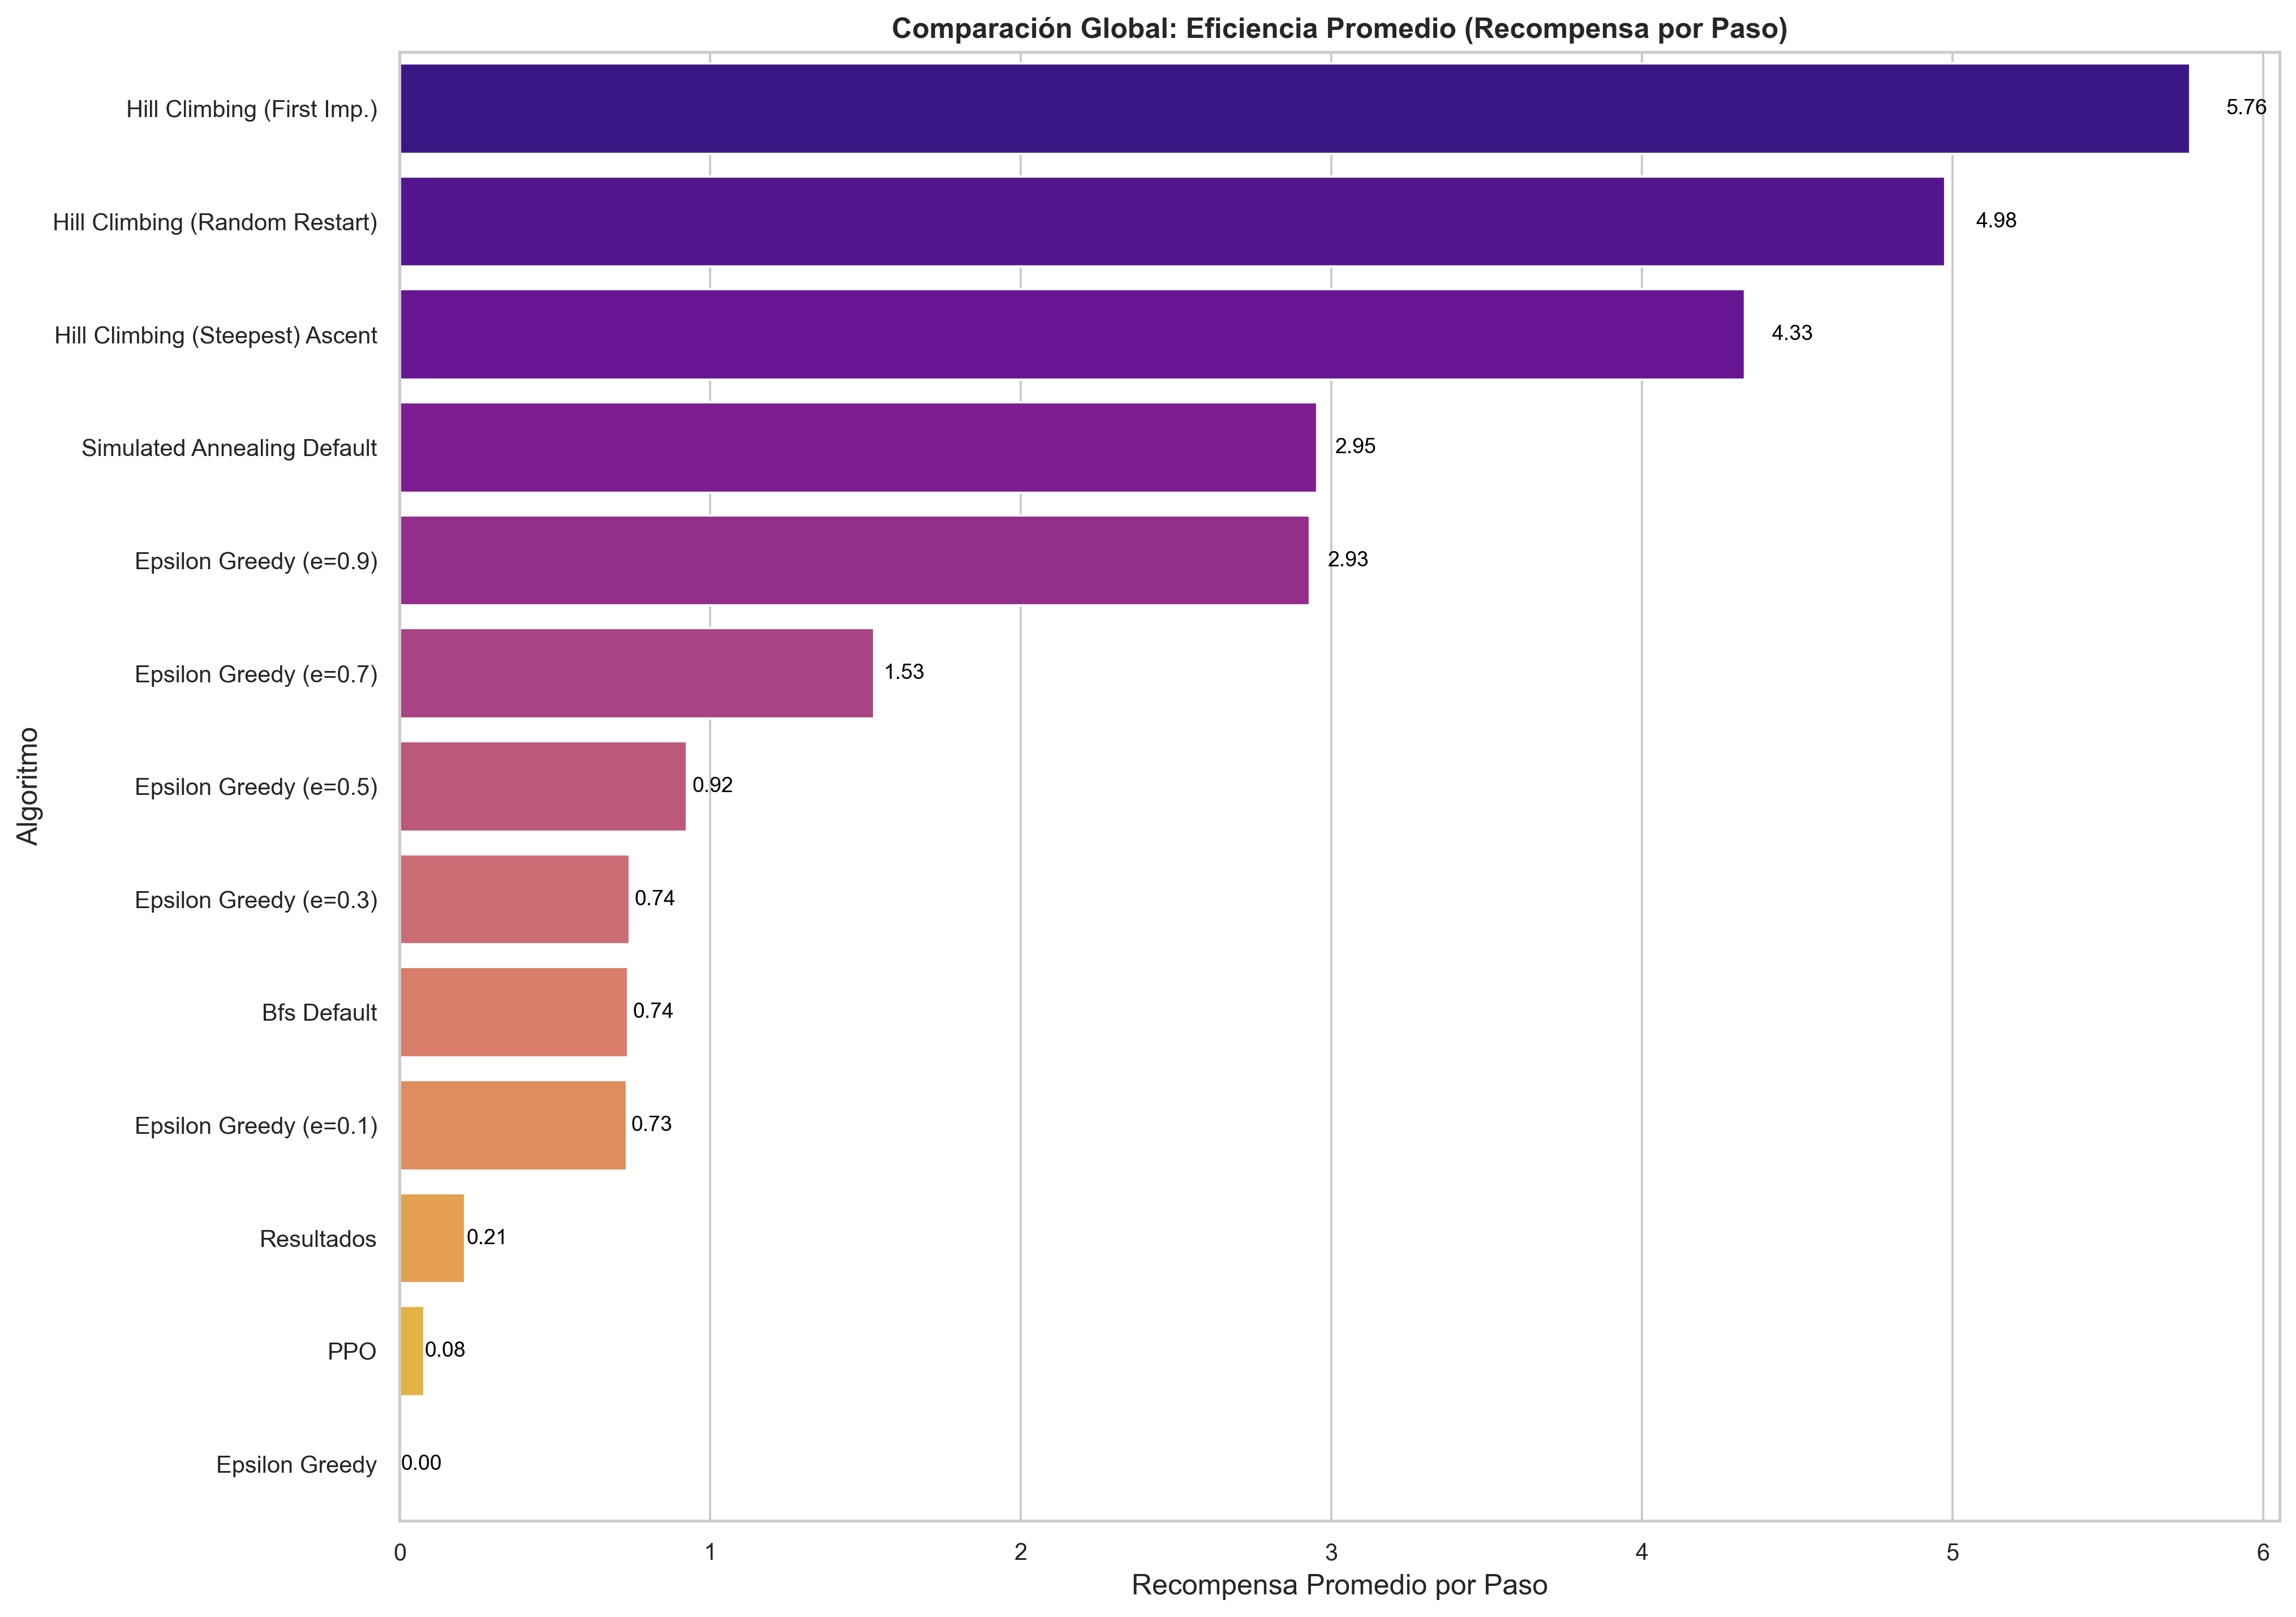 Comparación Global: Eficiencia Promedio (Recompensa por Paso)
Algoritmo
Hill Climbing (First Imp.) 5.76
Hill Climbing (Random Restart) 4.98
Hill Climbing (Steepest) Ascent 4.33
Simulated Annealing Default 2.95
Epsilon Greedy (e=0.9) 2.93
Epsilon Greedy (e=0.7) 1.53
Epsilon Greedy (e=0.5) 0.92
Epsilon Greedy (e=0.3) 0.74
Bfs Default 0.74
Epsilon Greedy (e=0.1) 0.73
Resultados 0.21
PPO 0.08
Epsilon Greedy 0.00
0 1 2 3 4 5 6
Recompensa Promedio por Paso